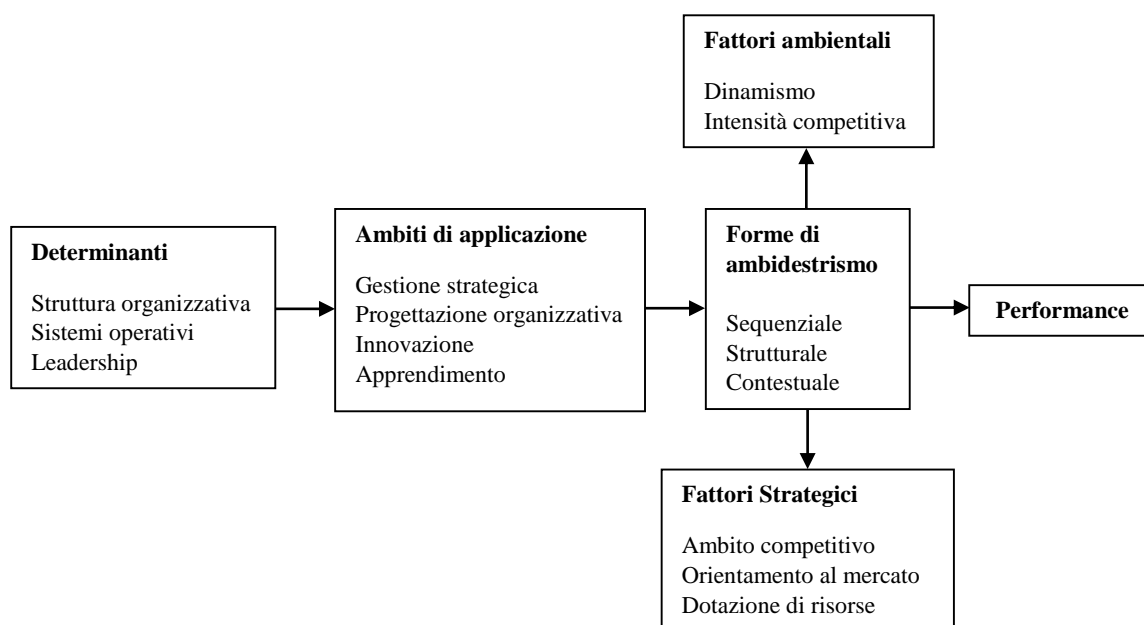 Fattori ambientali
Dinamismo
Intensità competitiva
Determinanti
Struttura organizzativa
Sistemi operativi
Leadership
Ambiti di applicazione
Gestione strategica
Progettazione organizzativa
Innovazione
Apprendimento
Forme di
ambidestrismo
Sequenziale
Strutturale
Contestuale
Performance
Fattori Strategici
Ambito competitivo
Orientamento al mercato
Dotazione di risorse